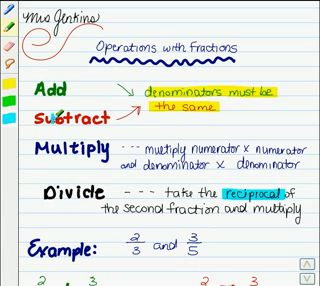 Mrs Jenkins
Operations with Fractions
Add
denominators must be
the same
Subtract
Multiply --- multiply numerator x numerator
and denominator x denominator
Divide --- take the reciprocal of
the second fraction and multiply
Example: 2/3 and 3/5